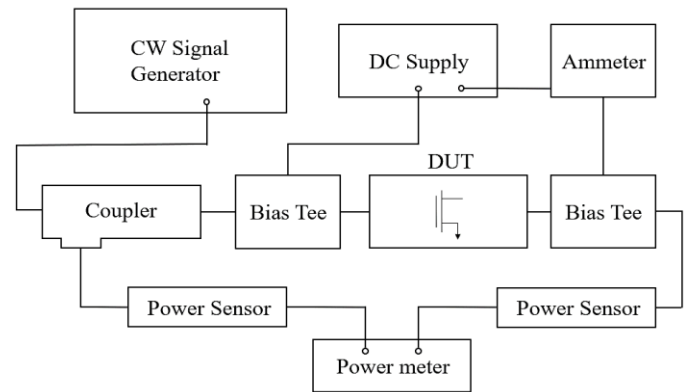 CW Signal
Generator
DC Supply
Ammeter
DUT
Coupler
Bias Tee
Bias Tee
Power Sensor
Power Sensor
Power meter